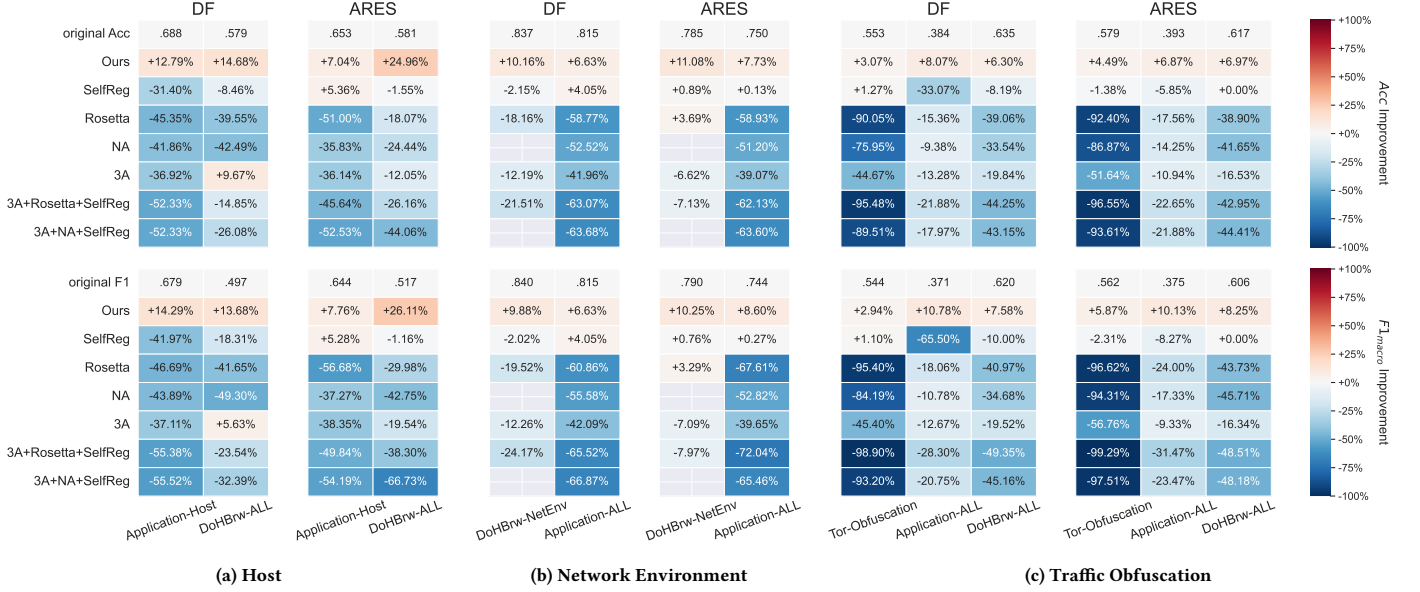 DF ARES DF ARES DF ARES
original Acc .688 .579 .653 .581 .837 .815 .785 .750 .553 .384 .635 .579 .393 .617
Ours +12.79% +14.68% +7.04% +24.96% +10.16% +6.63% +11.08% +7.73% +3.07% +8.07% +6.30% +4.49% +6.87% +6.97%
SelfReg -31.40% -8.46% +5.36% -1.55% -2.15% +4.05% +0.89% +0.13% +1.27% -33.07% -8.19% -1.38% -5.85% +0.00%
Rosetta -45.35% -39.55% -51.00% -18.07% -18.16% -58.77% +3.69% -58.93% -90.05% -15.36% -39.06% -92.40% -17.56% -38.90%
NA -41.86% -42.49% -35.83% -24.44% -52.52% -51.20% -75.95% -9.38% -33.54% -86.87% -14.25% -41.65%
3A -36.92% +9.67% -36.14% -12.05% -12.19% -41.96% -6.62% -39.07% -44.67% -13.28% -19.84% -51.64% -10.94% -16.53%
3A+Rosetta+SelfReg -52.33% -14.85% -45.64% -26.16% -21.51% -63.07% -7.13% -62.13% -95.48% -21.88% -44.25% -96.55% -22.65% -42.95%
3A+NA+SelfReg -52.33% -26.08% -52.53% -44.06% -63.68% -63.60% -89.51% -17.97% -43.15% -93.61% -21.88% -44.41%
+100%
+75%
+50%
+25%
+0%
-25%
-50%
-75%
-100%
Acc Improvement
original F1 .679 .497 .644 .517 .840 .815 .790 .744 .544 .371 .620 .562 .375 .606
Ours +14.29% +13.68% +7.76% +26.11% +9.88% +6.63% +10.25% +8.60% +2.94% +10.78% +7.58% +5.87% +10.13% +8.25%
SelfReg -41.97% -18.31% +5.28% -1.16% -2.02% +4.05% +0.76% +0.27% +1.10% -65.50% -10.00% -2.31% -8.27% +0.00%
Rosetta -46.69% -41.65% -56.68% -29.98% -19.52% -60.86% +3.29% -67.61% -95.40% -18.06% -40.97% -96.62% -24.00% -43.73%
NA -43.89% -49.30% -37.27% -42.75% -55.58% -52.82% -84.19% -10.78% -34.68% -94.31% -17.33% -45.71%
3A -37.11% +5.63% -38.35% -19.54% -12.26% -42.09% -7.09% -39.65% -45.40% -12.67% -19.52% -56.76% -9.33% -16.34%
3A+Rosetta+SelfReg -55.38% -23.54% -49.84% -38.30% -24.17% -65.52% -7.97% -72.04% -98.90% -28.30% -49.35% -99.29% -31.47% -48.51%
3A+NA+SelfReg -55.52% -32.39% -54.19% -66.73% -66.87% -65.46% -93.20% -20.75% -45.16% -97.51% -23.47% -48.18%
+100%
+75%
+50%
+25%
+0%
-25%
-50%
-75%
-100%
F1macro Improvement
Application-Host DoHBrw-ALL Application-Host DoHBrw-ALL DoHBrw-NetEnv Application-ALL DoHBrw-NetEnv Application-ALL Tor-Obfuscation Application-ALL DoHBrw-ALL Tor-Obfuscation Application-ALL DoHBrw-ALL
(a) Host (b) Network Environment (c) Traffic Obfuscation